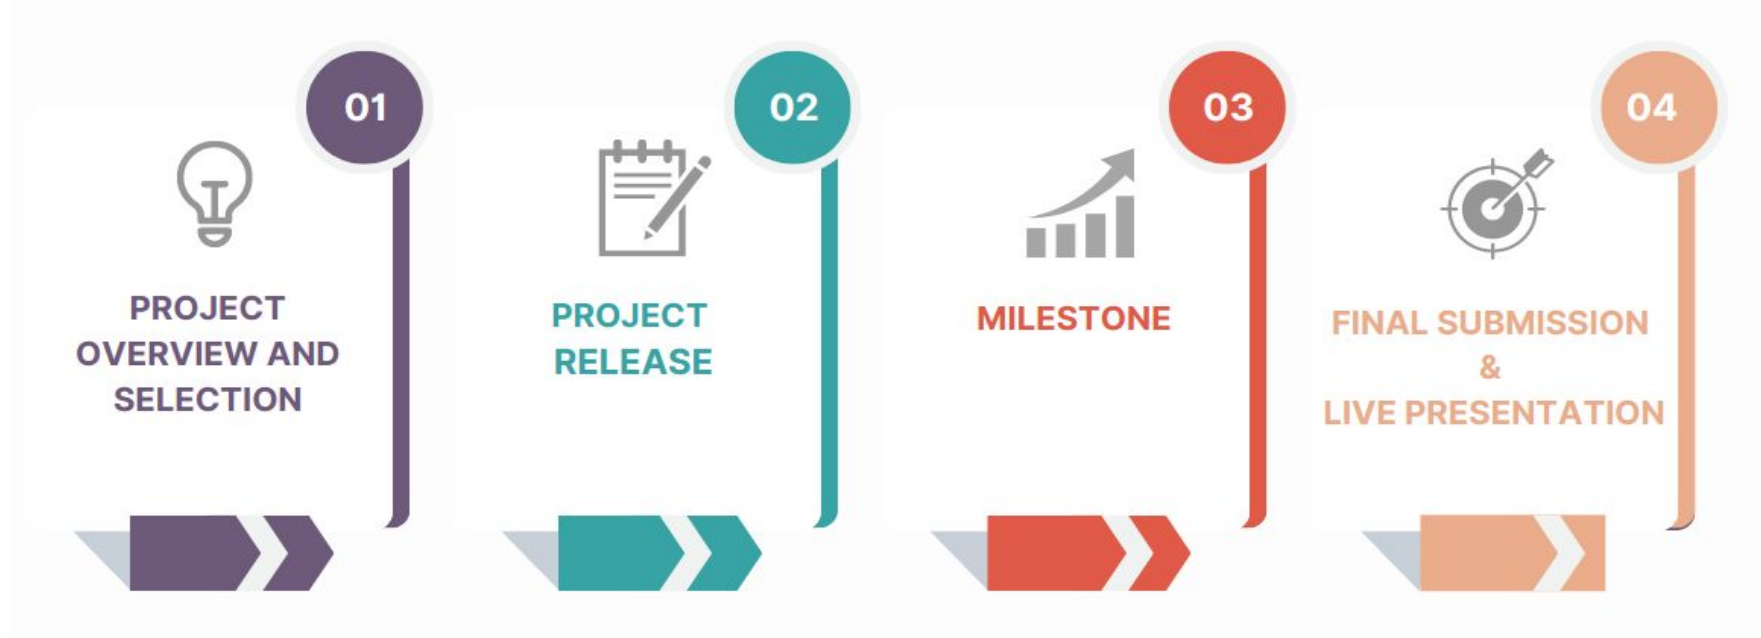 01
PROJECT
OVERVIEW AND
SELECTION
02
PROJECT
RELEASE
03
MILESTONE
04
FINAL SUBMISSION
&
LIVE PRESENTATION